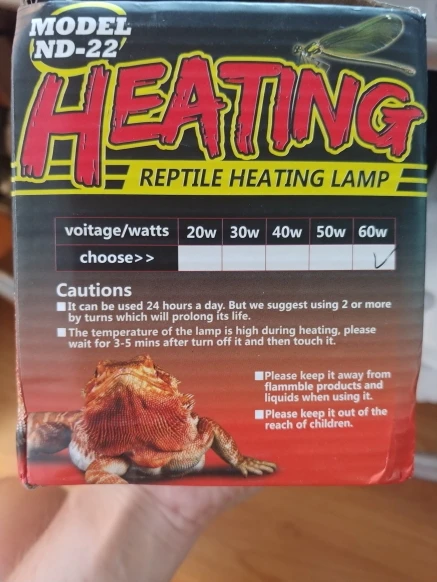 MODEL
ND-22
HEATING
REPTILE HEATING LAMP
voitage/watts 20w 30w 40w 50w 60w
choose>> ✓
Cautions
■It can be used 24 hours a day. But we suggest using 2 or more
by turns which will prolong its life.
■The temperature of the lamp is high during heating, please
wait for 3-5 mins after turn off it and then touch it.
■Please keep it away from
flammble products and
liquids when using it.
■Please keep it out of the
reach of children.